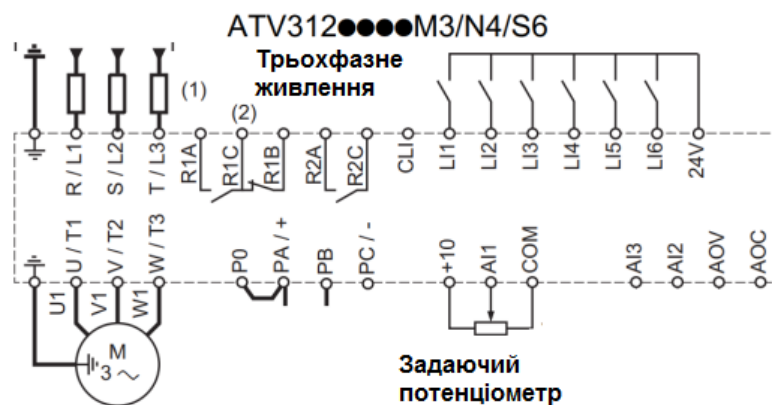 ATV312●●●●M3/N4/S6
Трьохфазне
живлення
(1)
(2)
R / L1
S / L2
T / L3
R1A
R1C
R1B
R2A
R2C
CLI
LI1
LI2
LI3
LI4
LI5
LI6
24V
U / T1
V / T2
W / T3
P0
PA / +
PB
PC / -
+10
AI1
COM
AI3
AI2
AOV
AOC
U1
V1
W1
M
3 ~
Задаючий
потенціометр